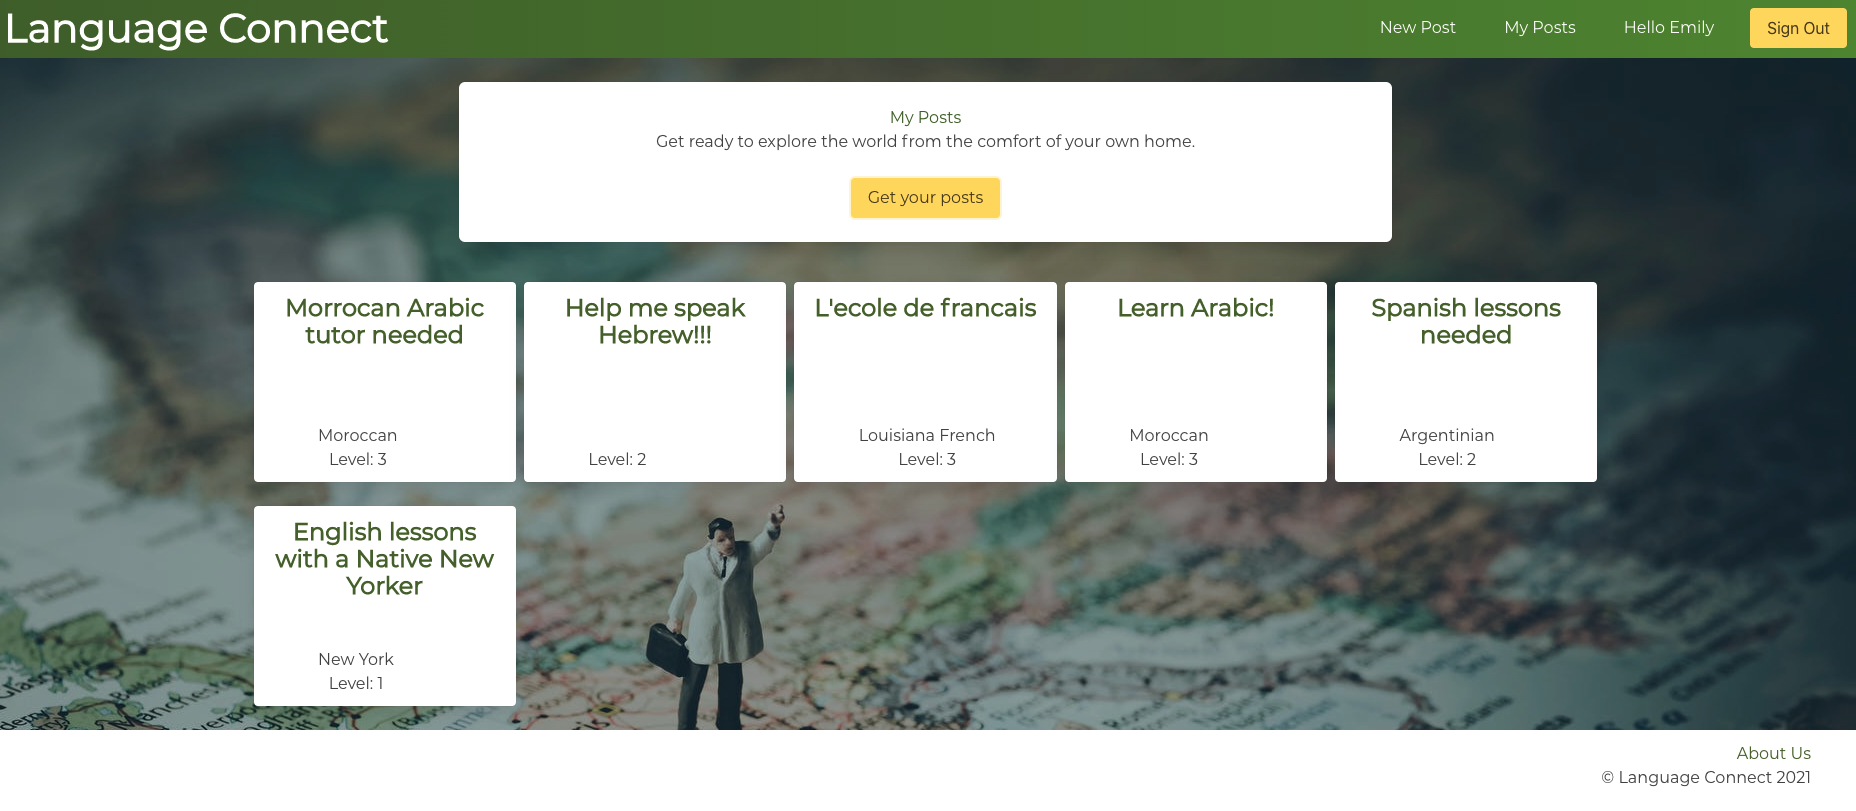 Language Connect
New Post
My Posts
Hello Emily
Sign Out
My Posts
Get ready to explore the world from the comfort of your own home.
Get your posts
Morrocan Arabic
tutor needed
Moroccan
Level: 3
Help me speak
Hebrew!!!
Level: 2
L'ecole de francais
Louisiana French
Level: 3
Learn Arabic!
Moroccan
Level: 3
Spanish lessons
needed
Argentinian
Level: 2
English lessons
with a Native New
Yorker
New York
Level: 1
About Us
© Language Connect 2021